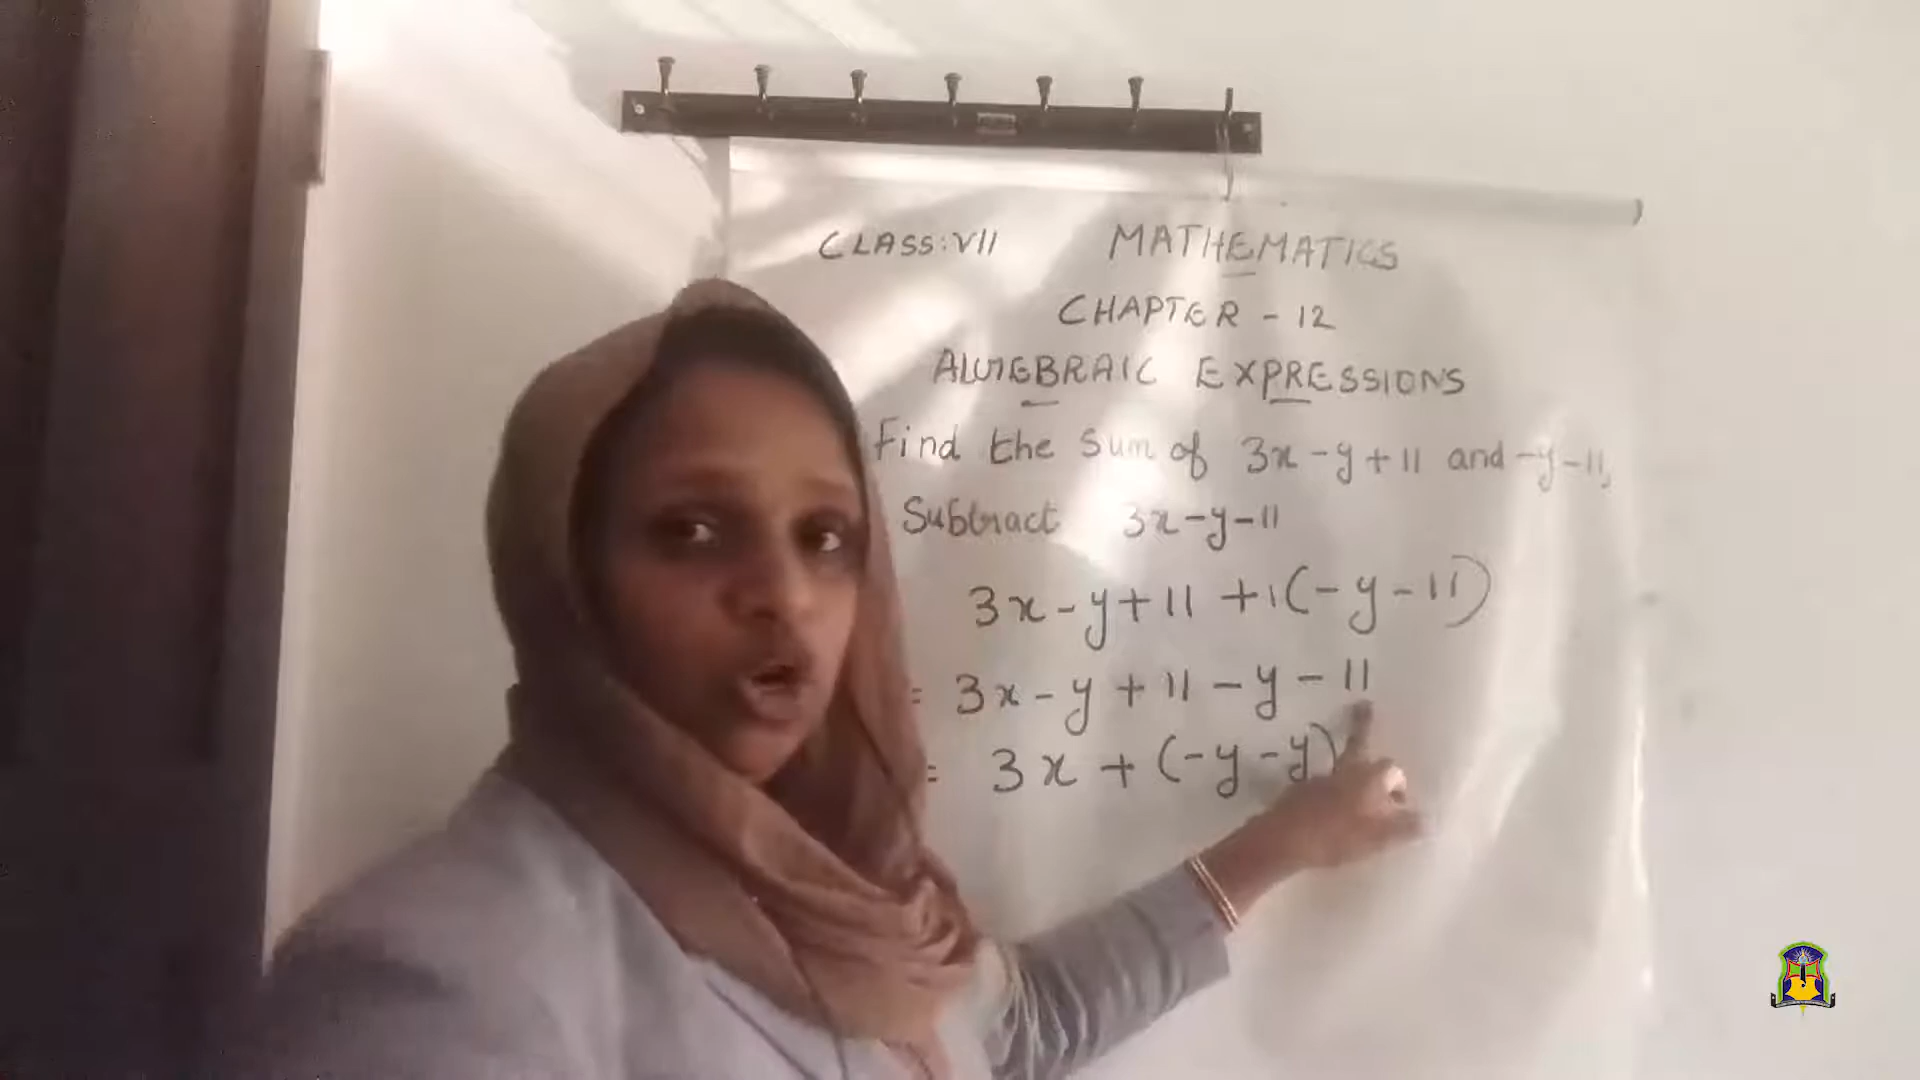 CLASS: VII MATHEMATICS
CHAPTER - 12
ALGEBRAIC EXPRESSIONS
Find the sum of 3x - y + 11 and -y - 11,
Subtract 3x - y - 11
3x - y + 11 + 1(-y - 11)
= 3x - y + 11 - y - 11
= 3x + (-y - y)